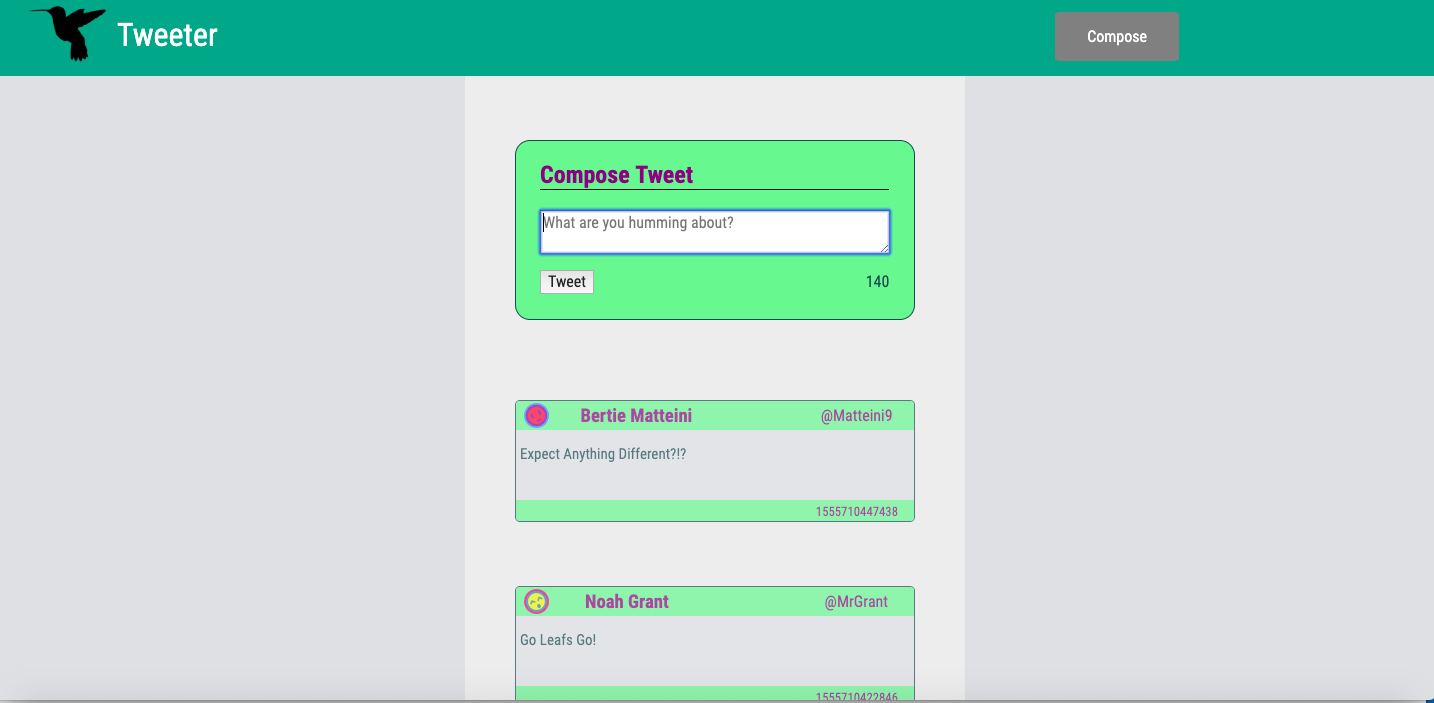 Tweeter
Compose
Compose Tweet
What are you humming about?
Tweet 140
Bertie Matteini @Matteini9
Expect Anything Different?!?
1555710447438
Noah Grant @MrGrant
Go Leafs Go!
1555710422846